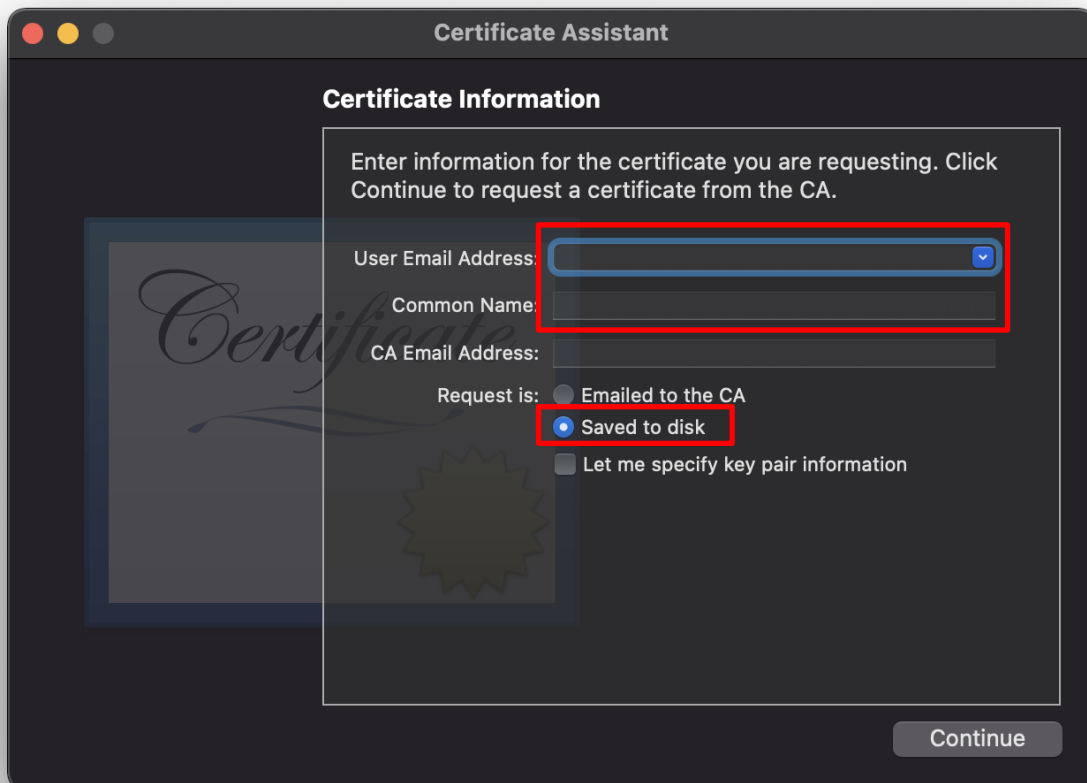 Certificate Assistant
Certificate Information
Enter information for the certificate you are requesting. Click
Continue to request a certificate from the CA.
User Email Address:
Common Name:
Certificate
CA Email Address:
Request is:
Emailed to the CA
Saved to disk
Let me specify key pair information
Continue